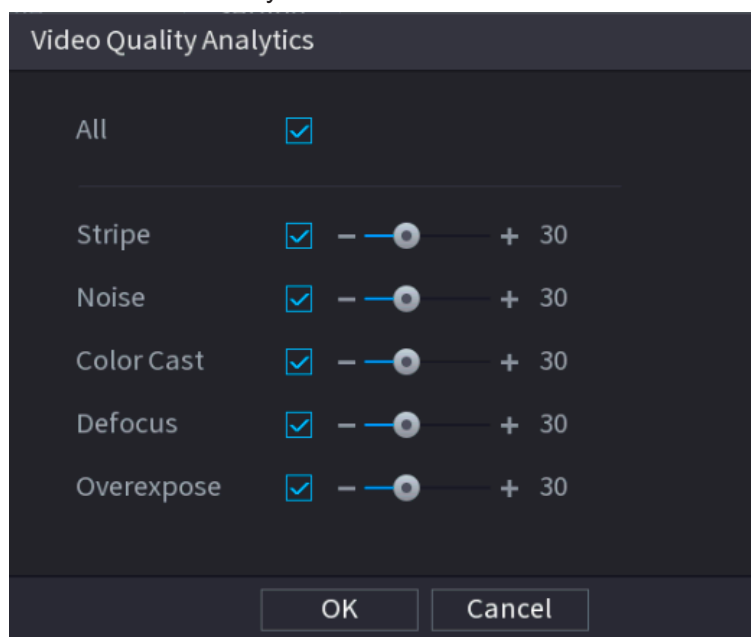 Video Quality Analytics
All
Stripe 30
Noise 30
Color Cast 30
Defocus 30
Overexpose 30
OK Cancel